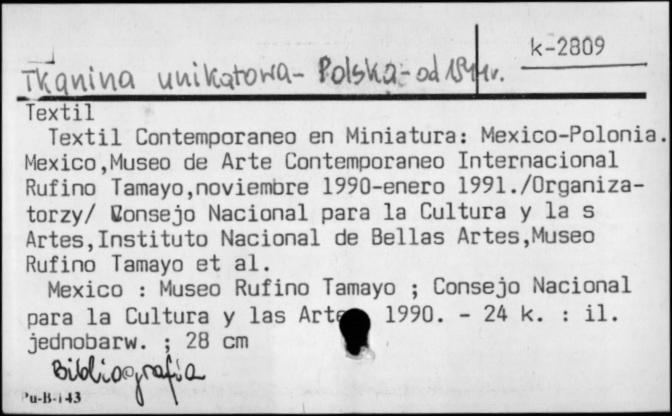 k-2809
Tkanina unikatowa - Polska - od 1944r.
Textil
Textil Contemporaneo en Miniatura: Mexico-Polonia.
Mexico,Museo de Arte Contemporaneo Internacional
Rufino Tamayo,noviembre 1990-enero 1991./Organiza-
torzy/ Consejo Nacional para la Cultura y la s
Artes,Instituto Nacional de Bellas Artes,Museo
Rufino Tamayo et al.
Mexico : Museo Rufino Tamayo ; Consejo Nacional
para la Cultura y las Arte 1990. - 24 k. : il.
jednobarw. ; 28 cm
Bibliografia
Pu-B-143